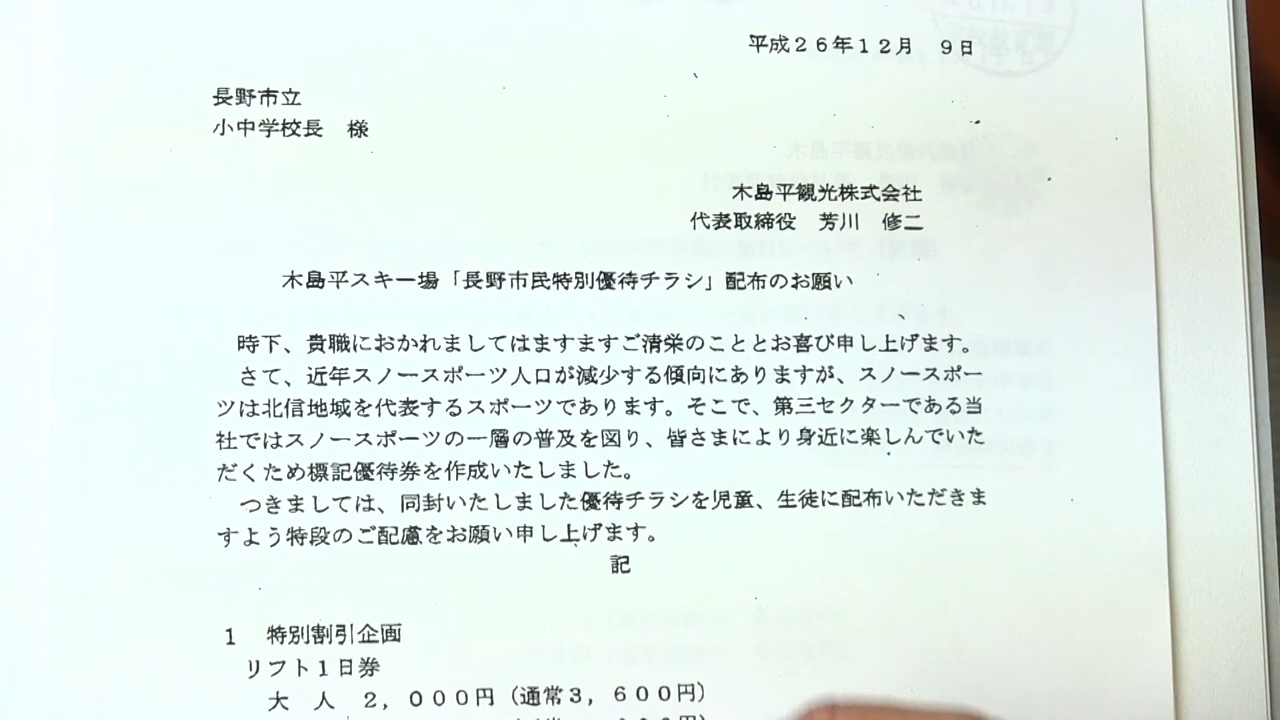 平成２６年１２月　９日
長野市立
小中学校長　様
木島平観光株式会社
代表取締役　芳川　修二
木島平スキー場「長野市民特別優待チラシ」配布のお願い
時下、貴職におかれましてはますますご清栄のこととお喜び申し上げます。
さて、近年スノースポーツ人口が減少する傾向にありますが、スノースポー
ツは北信地域を代表するスポーツであります。そこで、第三セクターである当
社ではスノースポーツの一層の普及を図り、皆さまにより身近に楽しんでいた
だくため標記優待券を作成いたしました。
つきましては、同封いたしました優待チラシを児童、生徒に配布いただきま
すよう特段のご配慮をお願い申し上げます。
記
１　特別割引企画
リフト１日券
大　人　２，０００円（通常３，６００円）